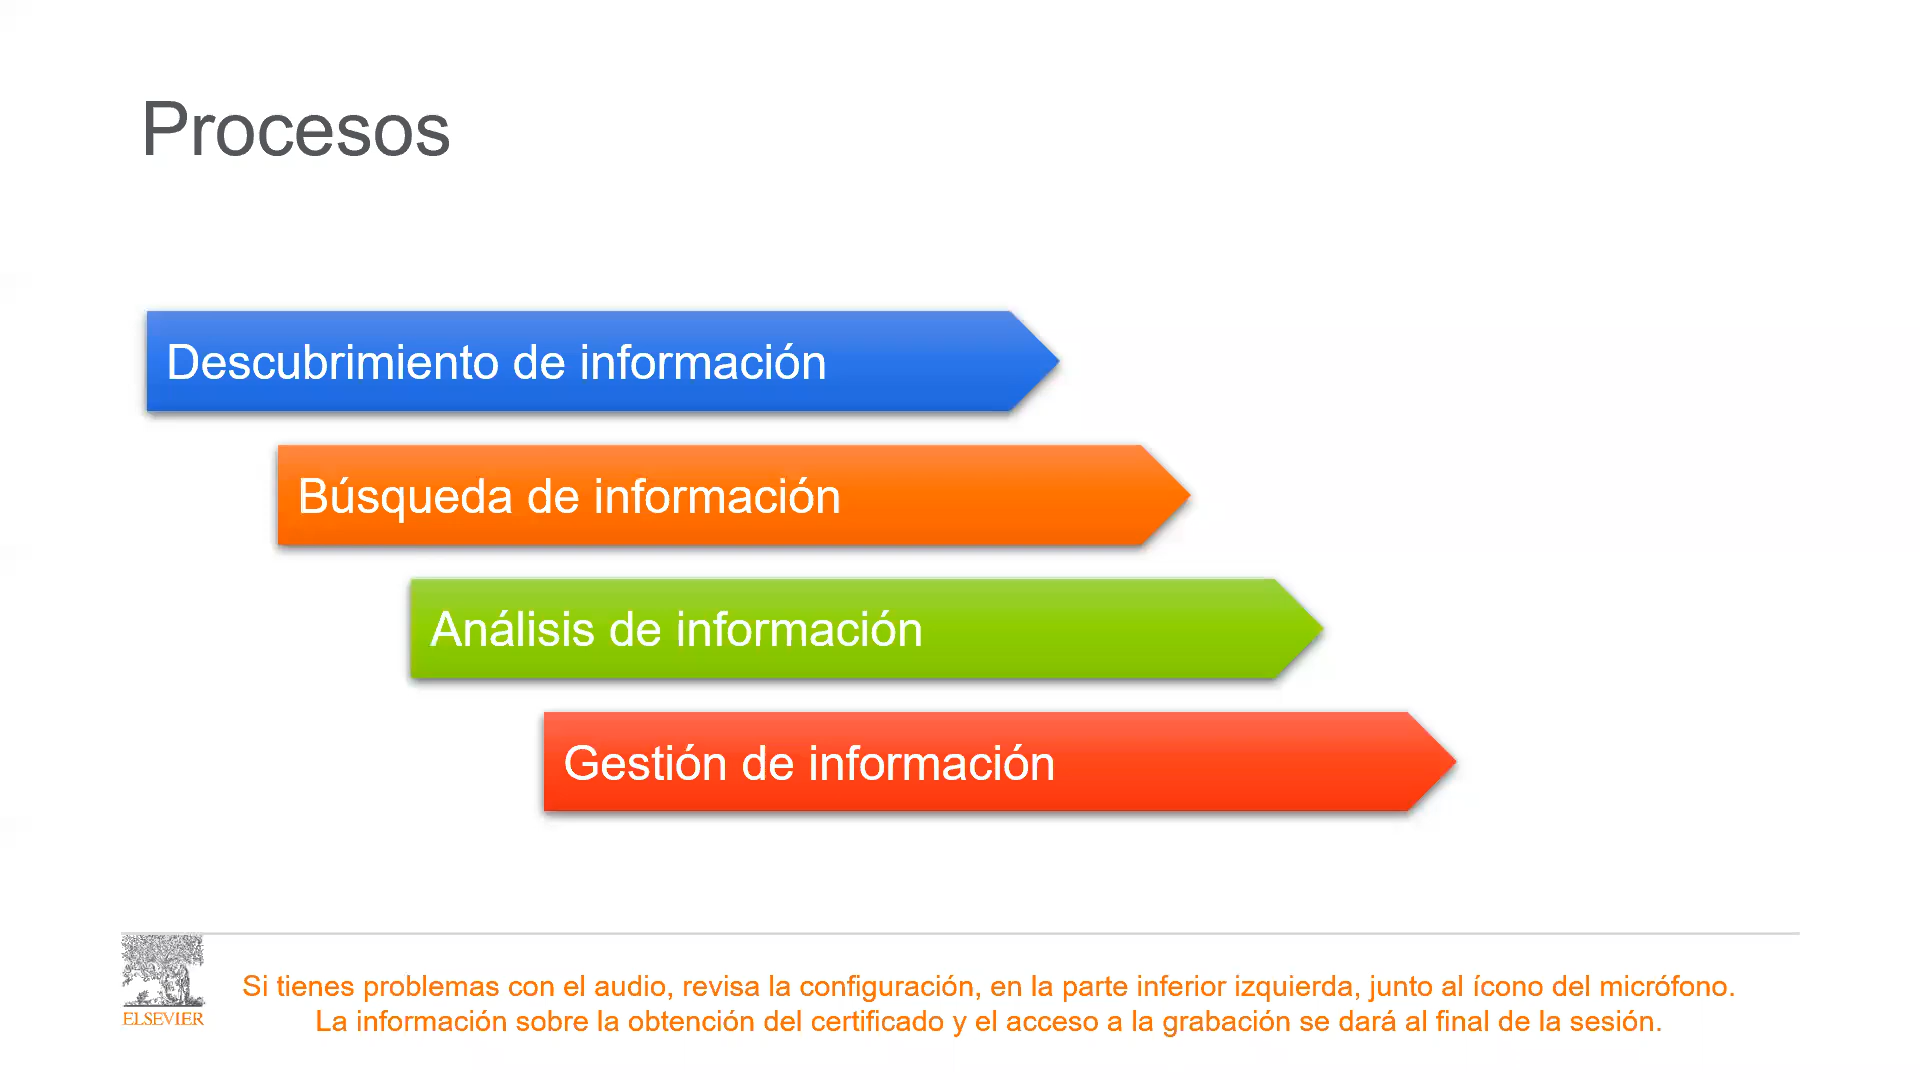 Procesos
Descubrimiento de información
Búsqueda de información
Análisis de información
Gestión de información
ELSEVIER
Si tienes problemas con el audio, revisa la configuración, en la parte inferior izquierda, junto al ícono del micrófono.
La información sobre la obtención del certificado y el acceso a la grabación se dará al final de la sesión.